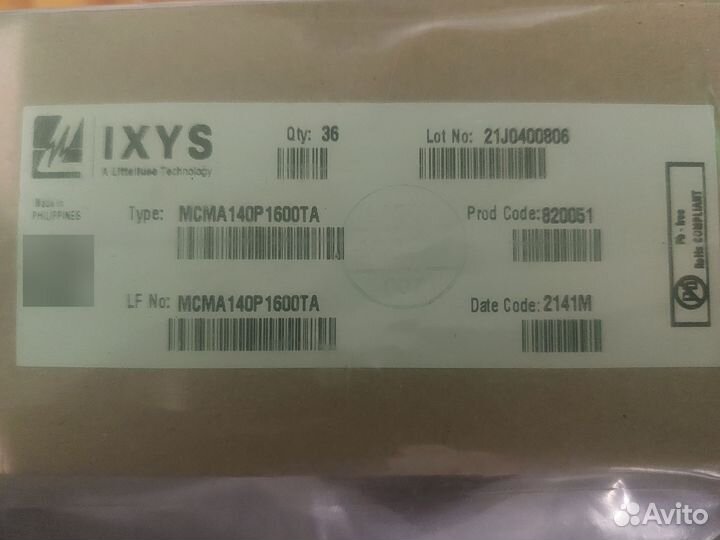 IXYS
A Littelfuse Technology
Qty: 36
Lot No: 21J0400806
Made in
PHILIPPINES
Type: MCMA140P1600TA
Prod Code: 820051
LF No: MCMA140P1600TA
Date Code: 2141M
Pb - free
RoHS COMPLIANT
Pb
Avito